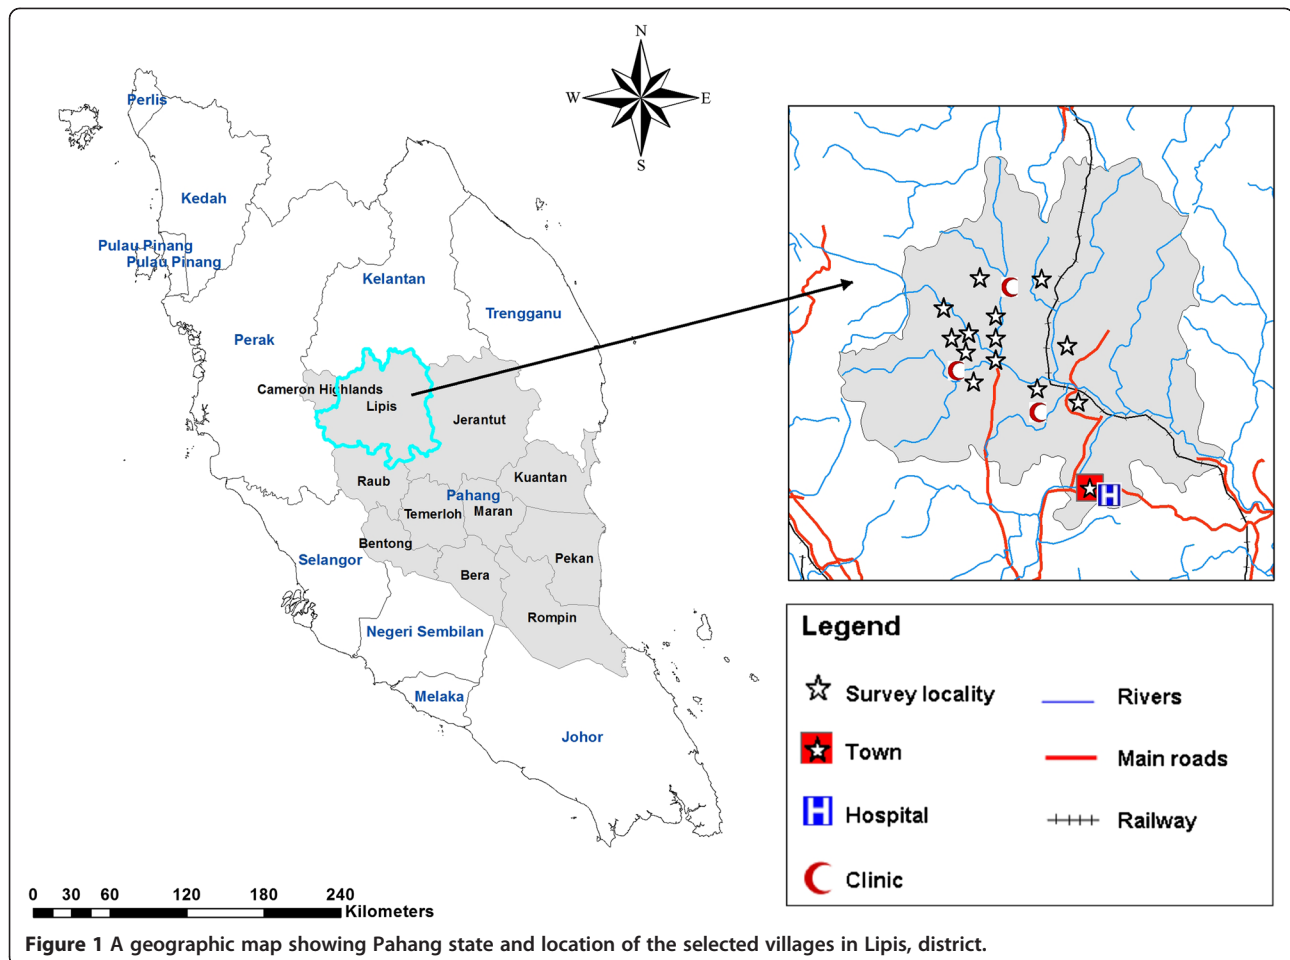 N
W E
S
Perlis
Kedah
Pulau Pinang
Pulau Pinang
Kelantan
Trengganu
Perak
Cameron Highlands
Lipis
Jerantut
Raub
Kuantan
Pahang
Temerloh
Maran
Bentong
Selangor
Pekan
Bera
Rompin
Negeri Sembilan
Melaka
Johor
H
Legend
Survey locality
Rivers
Town
Main roads
H
Hospital
Railway
Clinic
0 30 60 120 180 240
Kilometers
Figure 1 A geographic map showing Pahang state and location of the selected villages in Lipis, district.